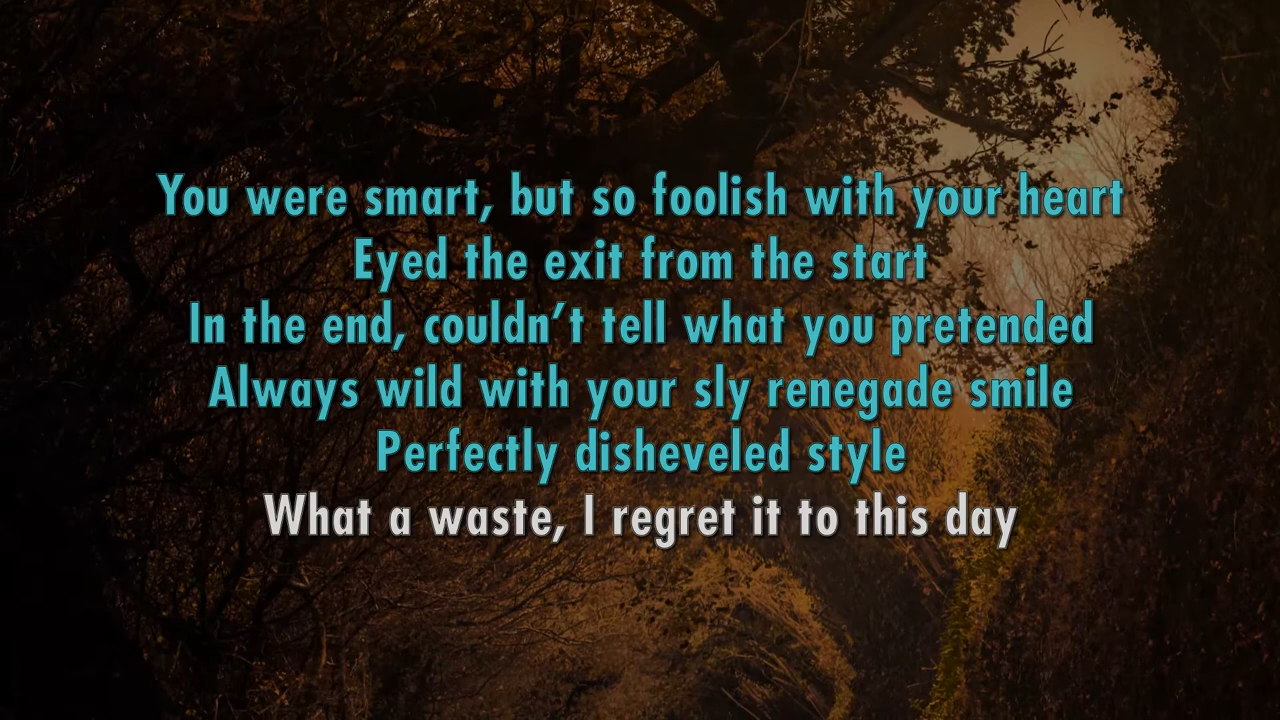 You were smart, but so foolish with your heart
Eyed the exit from the start
In the end, couldn’t tell what you pretended
Always wild with your sly renegade smile
Perfectly disheveled style
What a waste, I regret it to this day